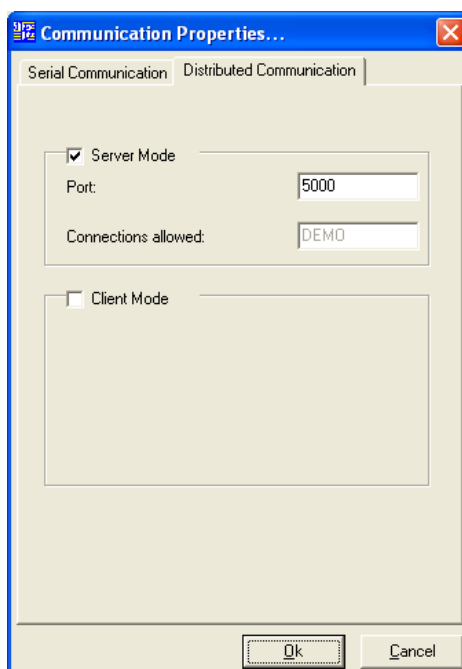 Communication Properties...
Serial Communication Distributed Communication
Server Mode
Port: 5000
Connections allowed: DEMO
Client Mode
Ok Cancel